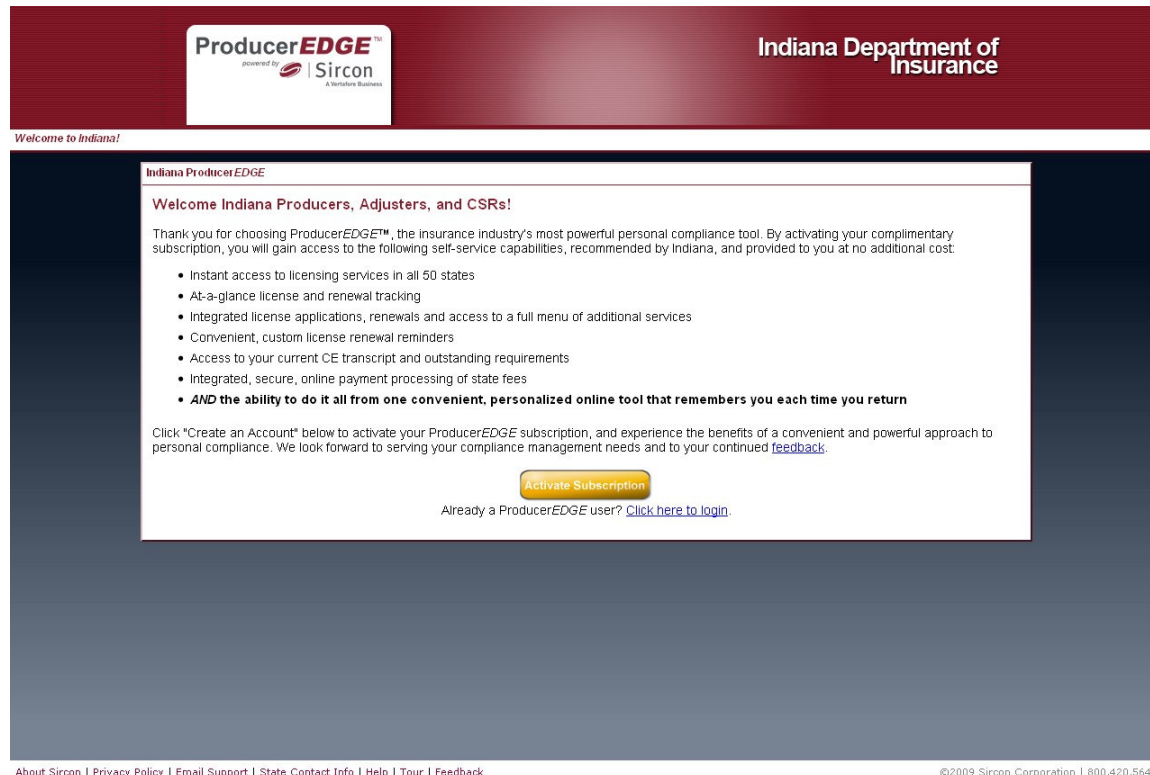 ProducerEDGE™
powered by Sircon
A Vertafore Business
Indiana Department of
Insurance
Welcome to Indiana!
Indiana ProducerEDGE
Welcome Indiana Producers, Adjusters, and CSRs!
Thank you for choosing ProducerEDGE™, the insurance industry's most powerful personal compliance tool. By activating your complimentary
subscription, you will gain access to the following self-service capabilities, recommended by Indiana, and provided to you at no additional cost:
• Instant access to licensing services in all 50 states
• At-a-glance license and renewal tracking
• Integrated license applications, renewals and access to a full menu of additional services
• Convenient, custom license renewal reminders
• Access to your current CE transcript and outstanding requirements
• Integrated, secure, online payment processing of state fees
• AND the ability to do it all from one convenient, personalized online tool that remembers you each time you return
Click "Create an Account" below to activate your ProducerEDGE subscription, and experience the benefits of a convenient and powerful approach to
personal compliance. We look forward to serving your compliance management needs and to your continued feedback.
Activate Subscription
Already a ProducerEDGE user? Click here to login.
About Sircon | Privacy Policy | Email Support | State Contact Info | Help | Tour | Feedback
©2009 Sircon Corporation | 800.420.564